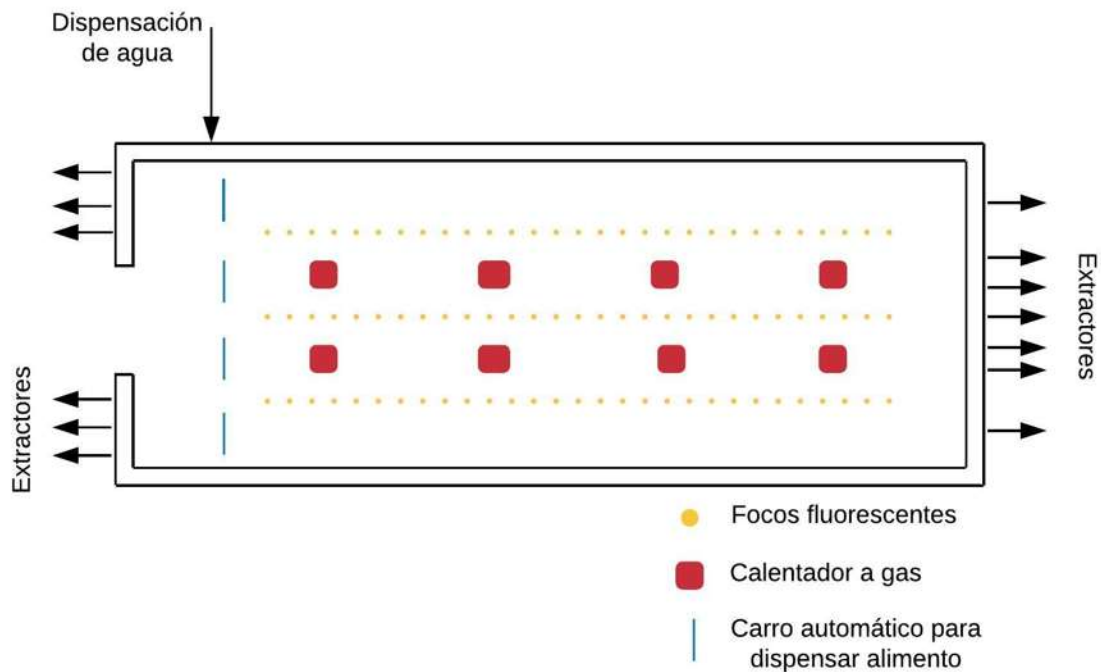 Dispensación
de agua
Extractores
Extractores
Focos fluorescentes
Calentador a gas
Carro automático para
dispensar alimento